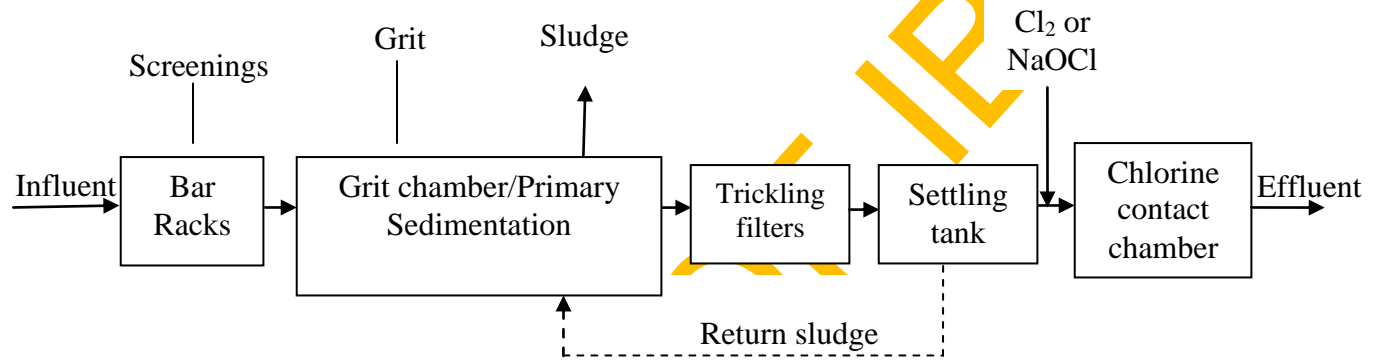 Screenings
Grit
Sludge
Cl₂ or
NaOCl
Influent
Bar
Racks
Grit chamber/Primary
Sedimentation
Trickling
filters
Settling
tank
Chlorine
contact
chamber
Effluent
Return sludge